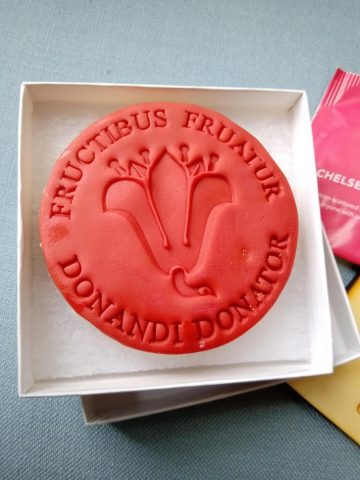 FRUCTIBUS FRUATUR
DONANDI DONATOR
CHELSE